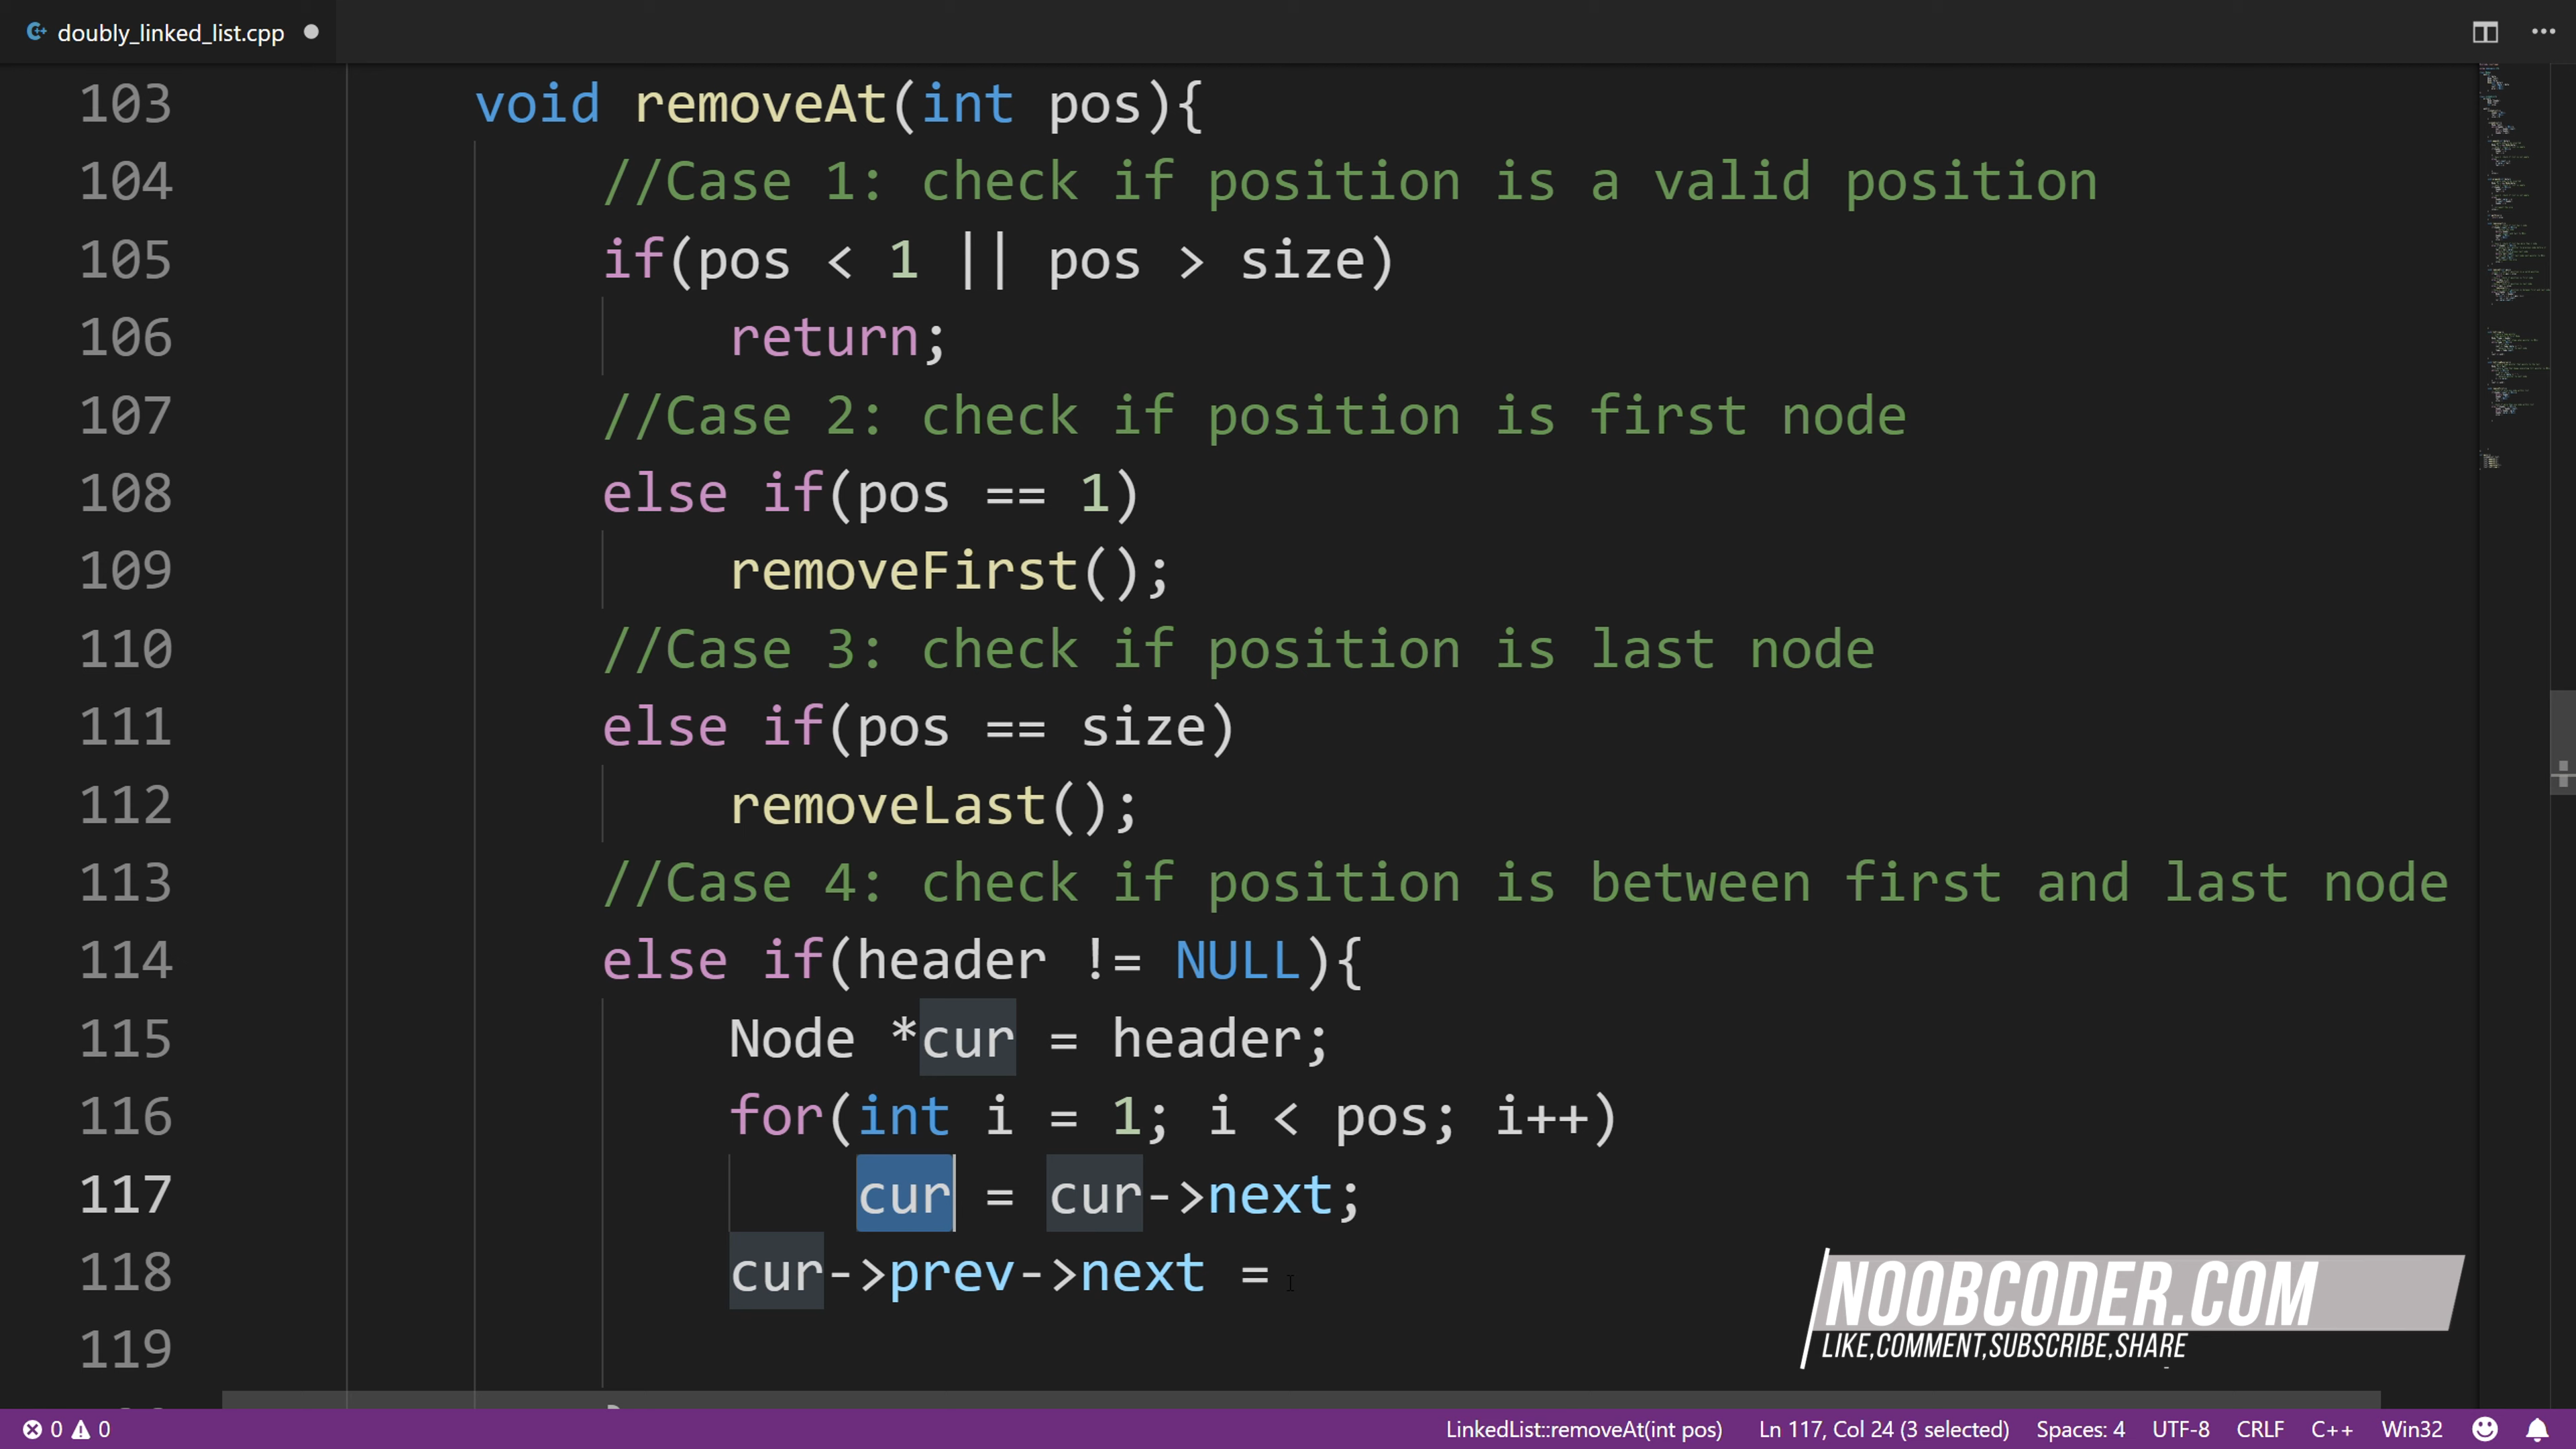 doubly_linked_list.cpp
103 void removeAt(int pos){
104 //Case 1: check if position is a valid position
105 if(pos < 1 || pos > size)
106 return;
107 //Case 2: check if position is first node
108 else if(pos == 1)
109 removeFirst();
110 //Case 3: check if position is last node
111 else if(pos == size)
112 removeLast();
113 //Case 4: check if position is between first and last node
114 else if(header != NULL){
115 Node *cur = header;
116 for(int i = 1; i < pos; i++)
117 cur = cur->next;
118 cur->prev->next =
119
NOOBCODER.COM
LIKE,COMMENT,SUBSCRIBE,SHARE
0 0 LinkedList::removeAt(int pos) Ln 117, Col 24 (3 selected) Spaces: 4 UTF-8 CRLF C++ Win32